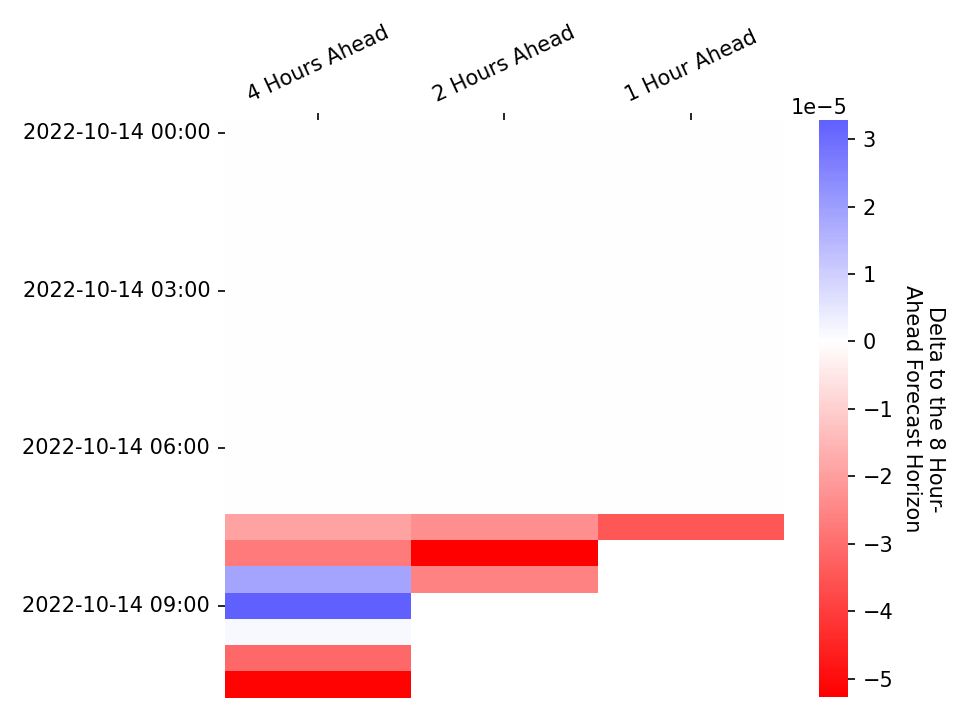 4 Hours Ahead
2 Hours Ahead
1 Hour Ahead
1e−5
2022-10-14 00:00
2022-10-14 03:00
2022-10-14 06:00
2022-10-14 09:00
3
2
1
0
−1
−2
−3
−4
−5
Delta to the 8 Hour-
Ahead Forecast Horizon